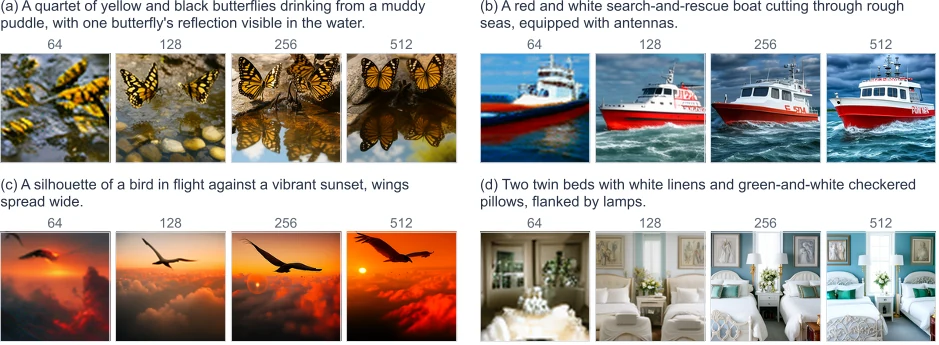 (a) A quartet of yellow and black butterflies drinking from a muddy
puddle, with one butterfly's reflection visible in the water.
64 128 256 512
(b) A red and white search-and-rescue boat cutting through rough
seas, equipped with antennas.
64 128 256 512
(c) A silhouette of a bird in flight against a vibrant sunset, wings
spread wide.
64 128 256 512
(d) Two twin beds with white linens and green-and-white checkered
pillows, flanked by lamps.
64 128 256 512